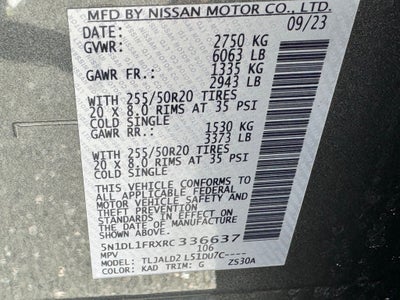 MFD BY NISSAN MOTOR CO., LTD.
DATE: 09/23
GVWR: 2750 KG
6063 LB
GAWR FR.: 1335 KG
2943 LB
WITH 255/50R20 TIRES
20 X 8.0 RIMS AT 35 PSI
COLD SINGLE
GAWR RR.: 1530 KG
3373 LB
WITH 255/50R20 TIRES
20 X 8.0 RIMS AT 35 PSI
COLD SINGLE
THIS VEHICLE CONFORMS TO
ALL APPLICABLE FEDERAL
MOTOR VEHICLE SAFETY AND
THEFT PREVENTION
STANDARDS IN EFFECT ON
THE DATE OF MANUFACTURE
SHOWN ABOVE.
5N1DL1FRXRC336637
MPV 106
MODEL: TLJALD2 L51DU7C----
COLOR: KAD TRIM: G ZS30A